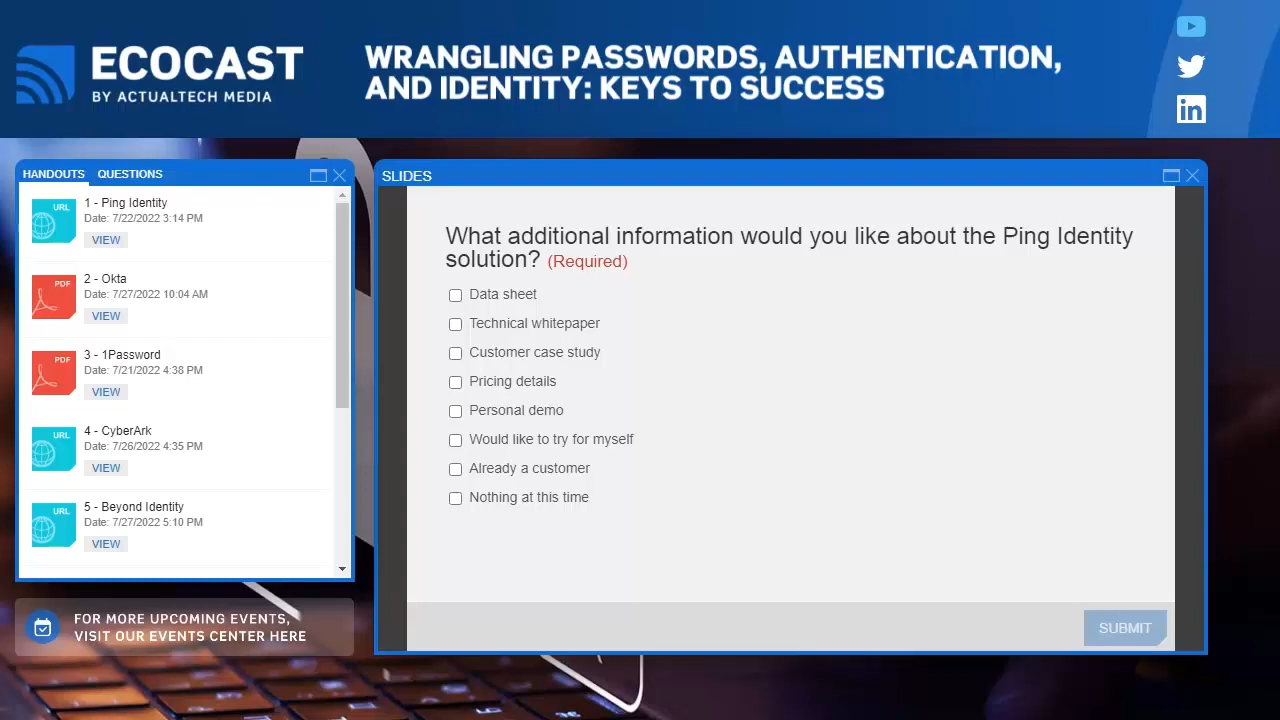 ECOCAST
BY ACTUALTECH MEDIA
WRANGLING PASSWORDS, AUTHENTICATION,
AND IDENTITY: KEYS TO SUCCESS
in
HANDOUTS QUESTIONS
URL
1 - Ping Identity
Date: 7/22/2022 3:14 PM
VIEW
PDF
2 - Okta
Date: 7/27/2022 10:04 AM
VIEW
PDF
3 - 1Password
Date: 7/21/2022 4:38 PM
VIEW
URL
4 - CyberArk
Date: 7/26/2022 4:35 PM
VIEW
URL
5 - Beyond Identity
Date: 7/27/2022 5:10 PM
VIEW
FOR MORE UPCOMING EVENTS,
VISIT OUR EVENTS CENTER HERE
SLIDES
What additional information would you like about the Ping Identity
solution? (Required)
Data sheet
Technical whitepaper
Customer case study
Pricing details
Personal demo
Would like to try for myself
Already a customer
Nothing at this time
SUBMIT